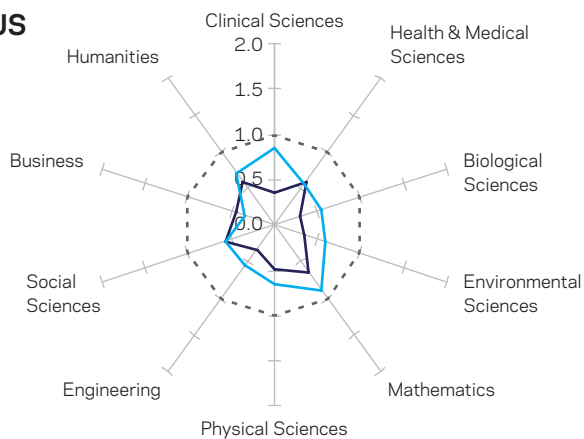 US
Clinical Sciences
2.0
1.5
1.0
0.5
0.0
Health & Medical
Sciences
Biological
Sciences
Environmental
Sciences
Mathematics
Physical Sciences
Engineering
Social
Sciences
Business
Humanities